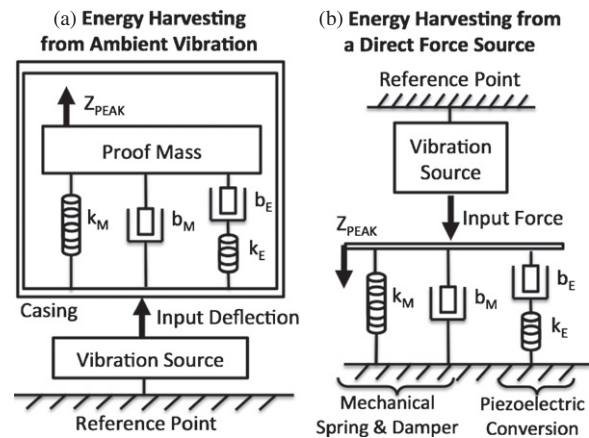 (a) Energy Harvesting
from Ambient Vibration
Z_PEAK
Proof Mass
k_M
b_M
b_E
k_E
Casing
Input Deflection
Vibration Source
Reference Point
(b) Energy Harvesting from
a Direct Force Source
Reference Point
Vibration
Source
Input Force
Z_PEAK
k_M
b_M
b_E
k_E
Mechanical
Spring & Damper
Piezoelectric
Conversion